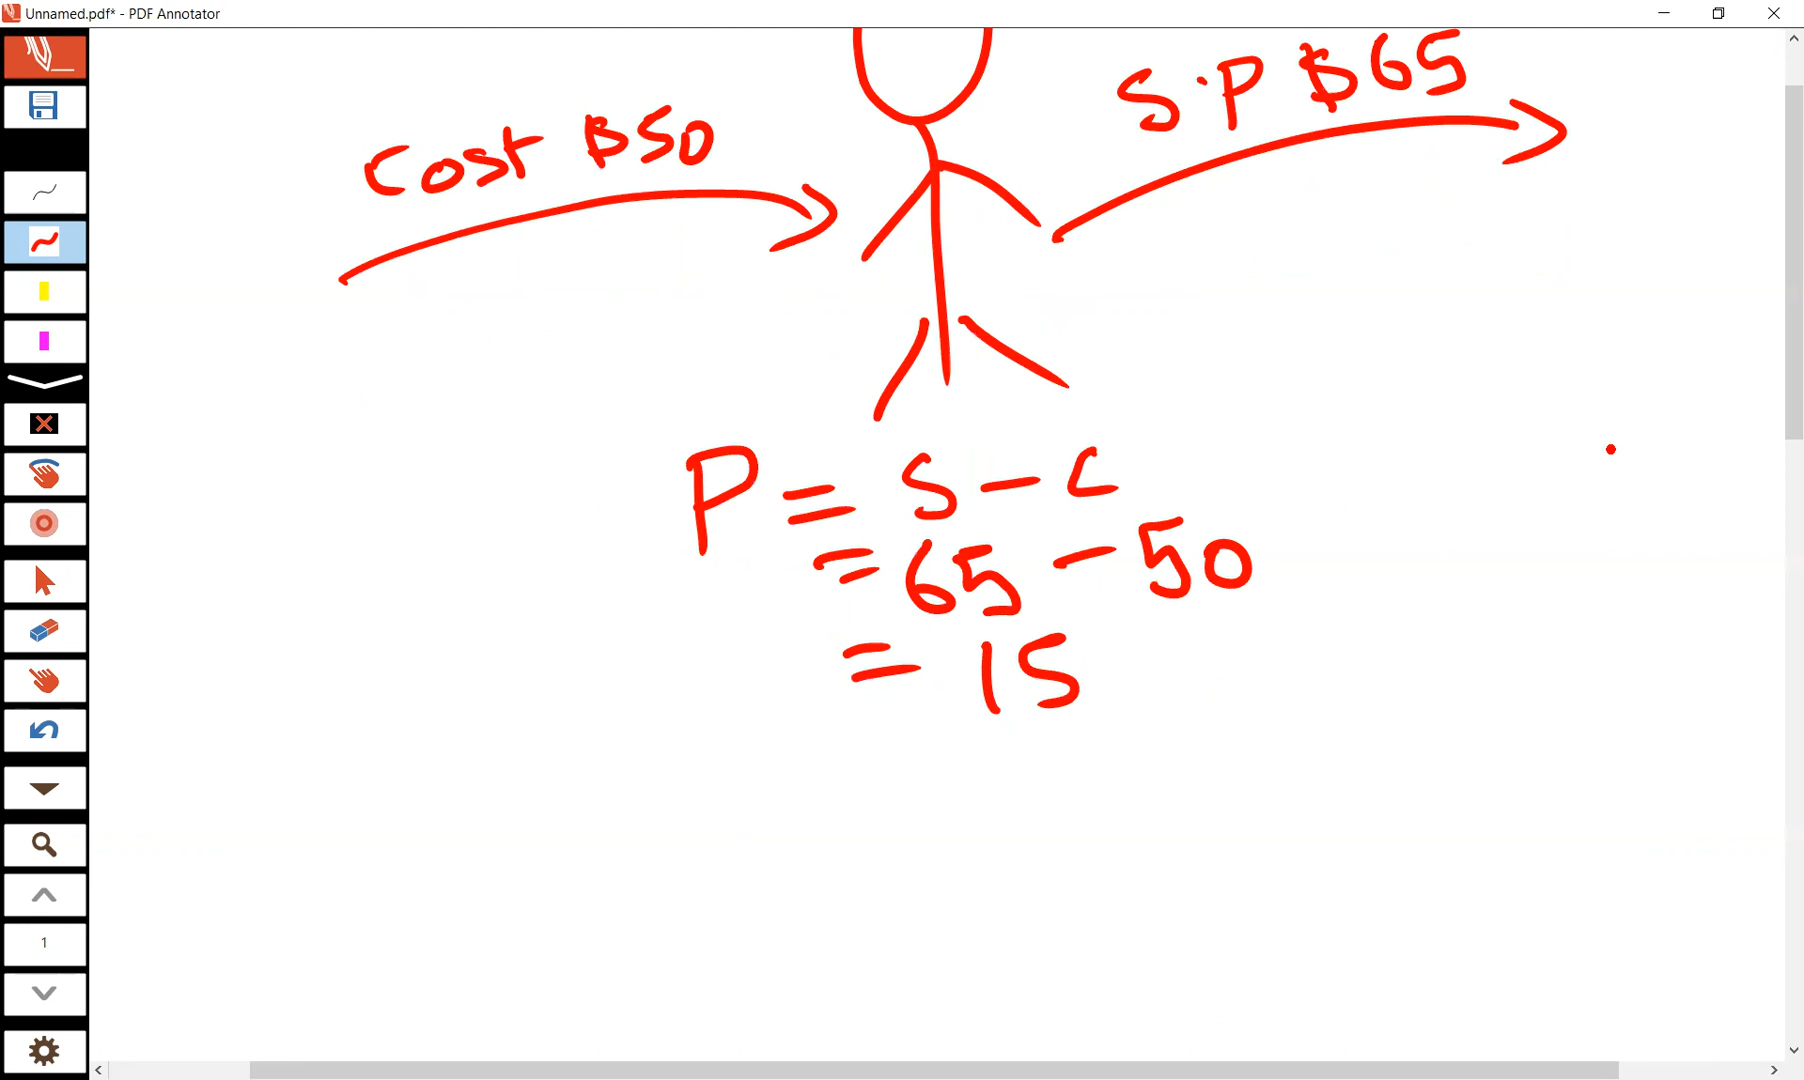 Unnamed.pdf* - PDF Annotator
S.P $65
Cost $50
P = S - C
= 65 - 50
= 15
1